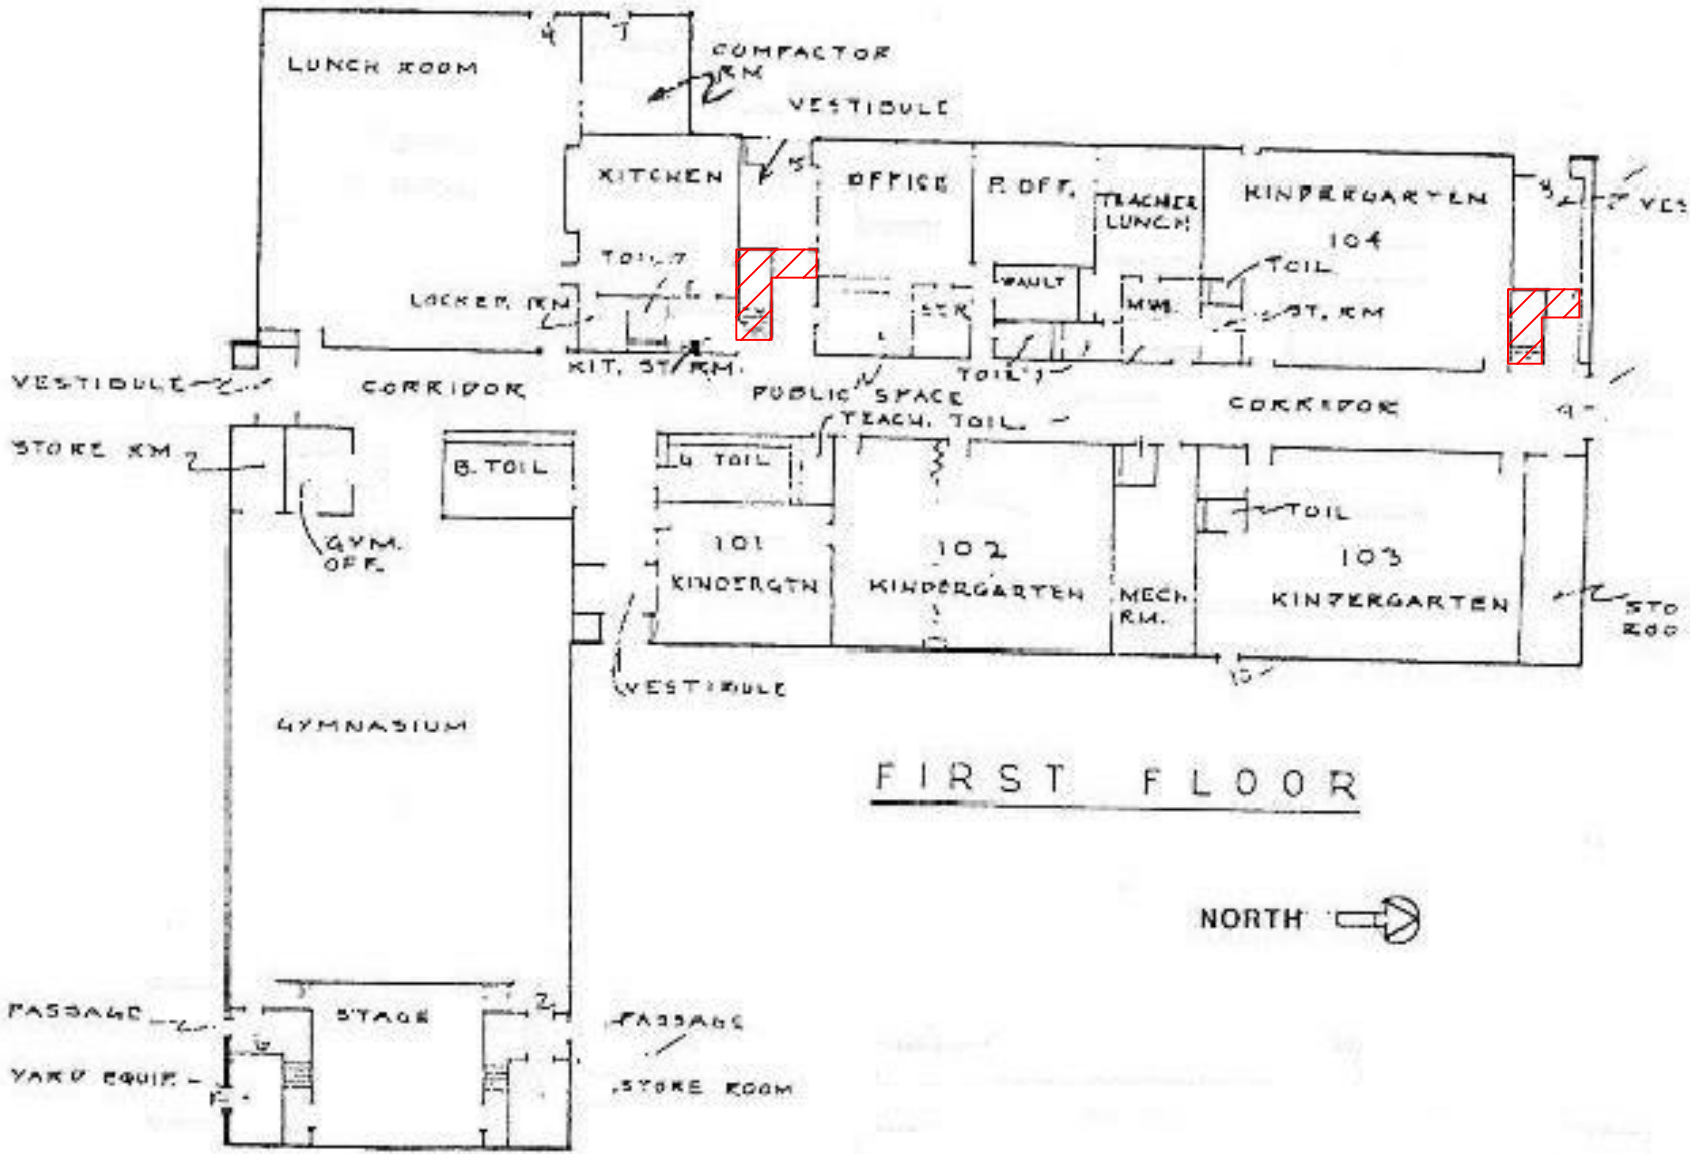 LUNCH ROOM
COMPACTOR
RM
VESTIBULE
KITCHEN
OFFICE
P. OFF.
TEACHER
LUNCH
KINDERGARTEN
104
VES
TOIL
TOIL.
VAULT
LOCKER RM
ST. RM
KIT. ST. RM.
TOIL.
VESTIBULE
CORRIDOR
PUBLIC SPACE
CORRIDOR
TEACH. TOIL.
STORE RM
B. TOIL
G. TOIL
TOIL
GYM.
OFF.
101
KINDERGTN
102
KINDERGARTEN
MECH.
RM.
103
KINDERGARTEN
STO
ROO
VESTIBULE
GYMNASIUM
FIRST FLOOR
NORTH
PASSAGE
STAGE
2
PASSAGE
YARD EQUIP.
STORE ROOM